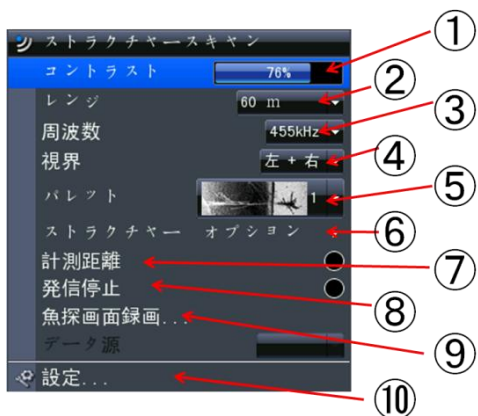 ストラクチャースキャン
コントラスト 76% ①
レンジ 60 m ②
周波数 455kHz ③
視界 左 + 右 ④
パレット 1 ⑤
ストラクチャー オプション ⑥
計測距離 ⑦
発信停止 ⑧
魚探画面録画... ⑨
データ源
設定... ⑩